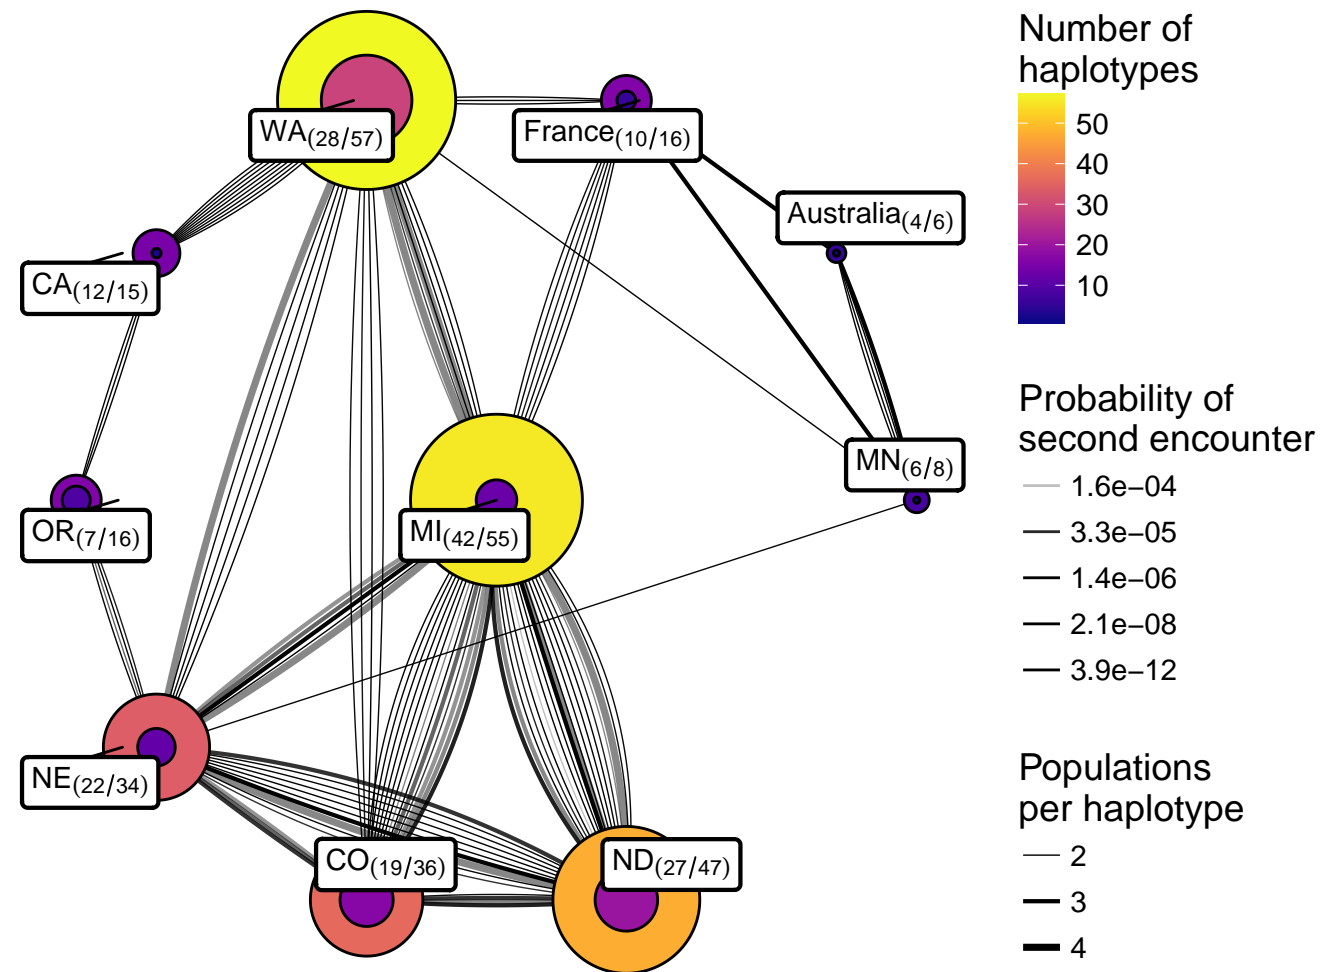 WA(28/57)
France(10/16)
Australia(4/6)
CA(12/15)
MN(6/8)
OR(7/16)
MI(42/55)
NE(22/34)
CO(19/36)
ND(27/47)
Number of
haplotypes
50
40
30
20
10
Probability of
second encounter
1.6e−04
3.3e−05
1.4e−06
2.1e−08
3.9e−12
Populations
per haplotype
2
3
4